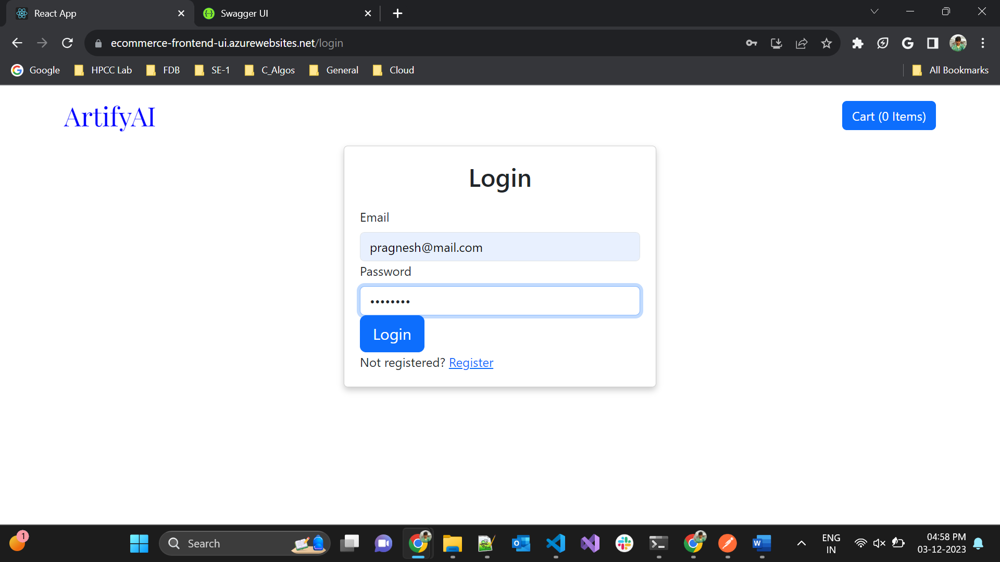 React App
Swagger UI
ecommerce-frontend-ui.azurewebsites.net/login
Google
HPCC Lab
FDB
SE-1
C_Algos
General
Cloud
All Bookmarks
ArtifyAI
Cart (0 Items)
Login
Email
pragnesh@mail.com
Password
••••••••
Login
Not registered? Register
1
Search
ENG
IN
04:58 PM
03-12-2023